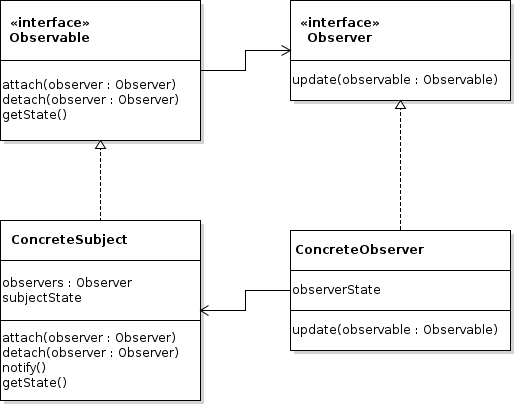 «interface»
Observable
attach(observer : Observer)
detach(observer : Observer)
getState()
«interface»
Observer
update(observable : Observable)
ConcreteSubject
observers : Observer
subjectState
attach(observer : Observer)
detach(observer : Observer)
notify()
getState()
ConcreteObserver
observerState
update(observable : Observable)